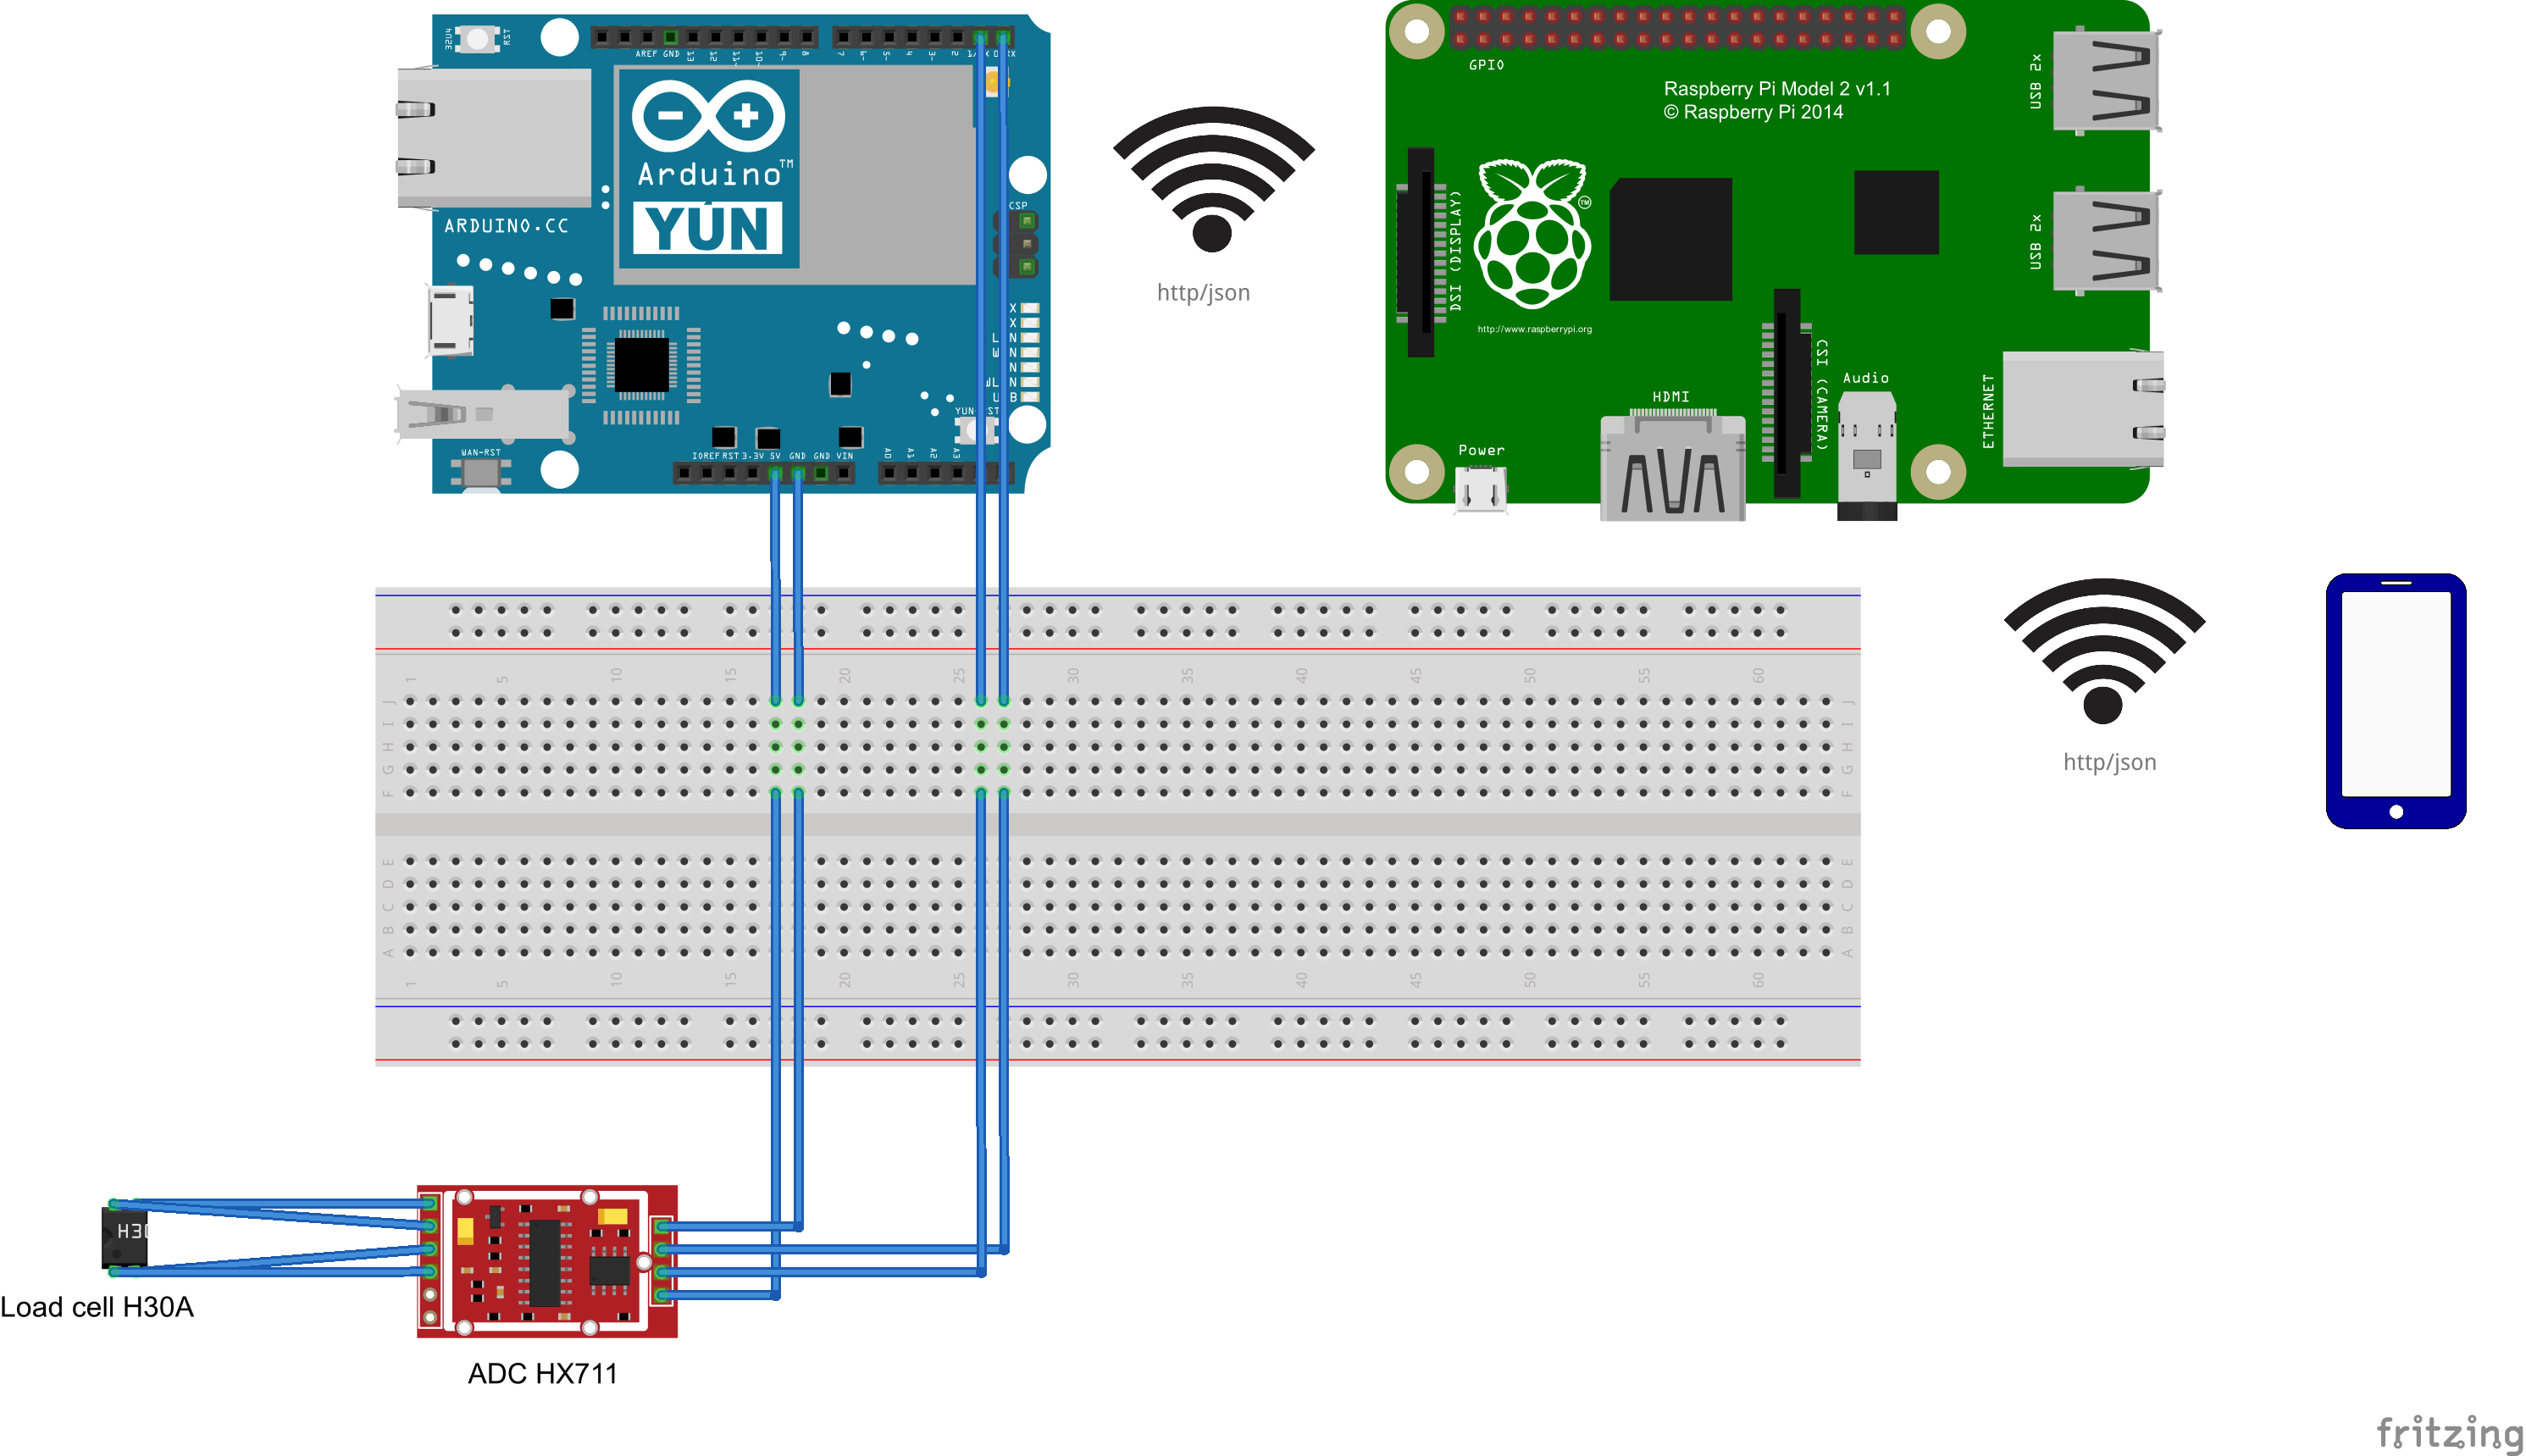 32U4 RST
AREF GND 13 12 11~ 10~ 9~ 8 7 6~ 5~ 4 3~ 2
Arduino™
YÚN
ARDUINO.CC
YUN
WAN-RST
IOREF RST 3.3V 5V GND GND VIN A0 A1 A2 A3
http/json
GPIO
Raspberry Pi Model 2 v1.1
© Raspberry Pi 2014
USB 2x
USB 2x
DSI (DISPLAY)
TM
http://www.raspberrypi.org
CSI (CAMERA)
Audio
HDMI
ETHERNET
Power
http/json
1 5 10 15 20 25 30 35 40 45 50 55 60
J J
I I
H H
G G
F F
E E
D D
C C
B B
A A
1 5 10 15 20 25 30 35 40 45 50 55 60
Load cell H30A
ADC HX711
fritzing